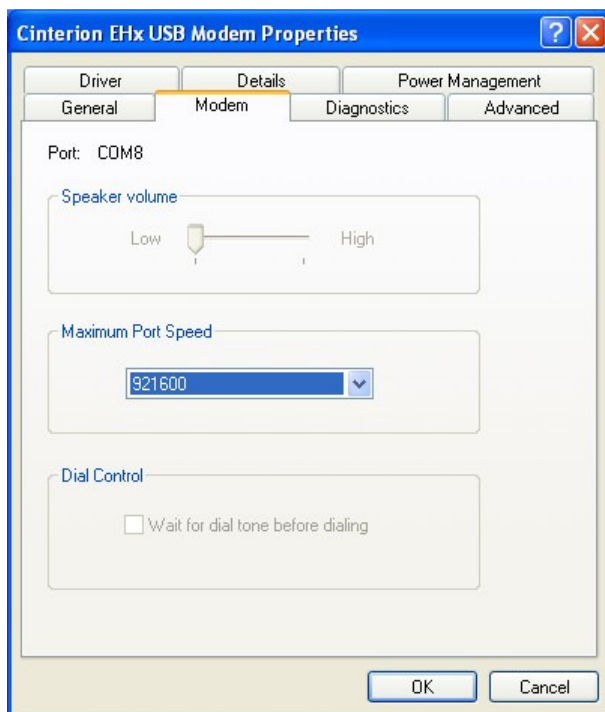 Cinterion EHx USB Modem Properties
Driver Details Power Management
General Modem Diagnostics Advanced
Port: COM8
Speaker volume
Low High
Maximum Port Speed
921600
Dial Control
Wait for dial tone before dialing
OK Cancel